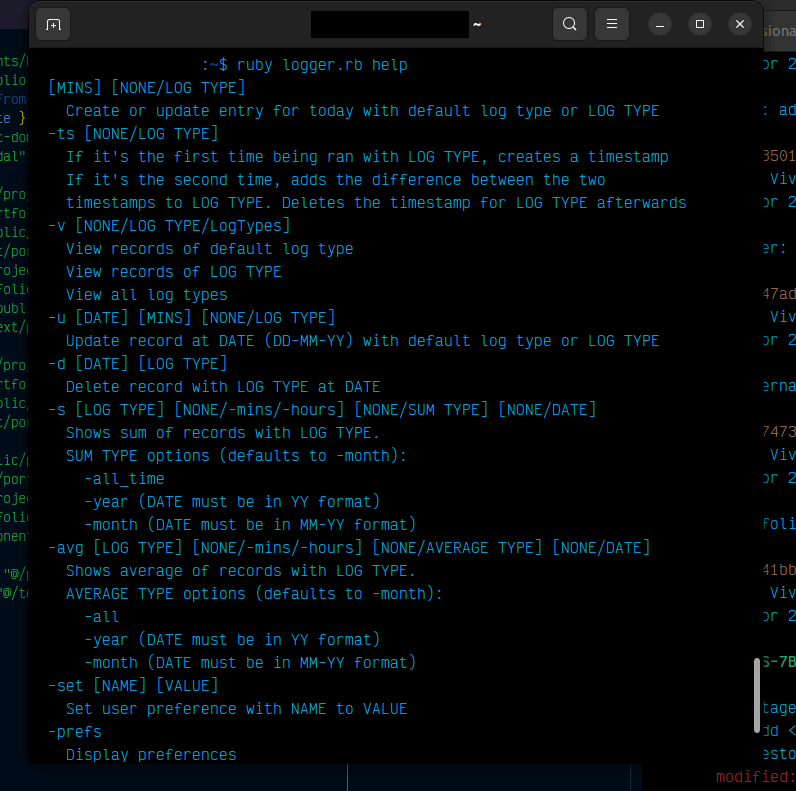 ~
:~$ ruby logger.rb help
[MINS] [NONE/LOG TYPE]
Create or update entry for today with default log type or LOG TYPE
-ts [NONE/LOG TYPE]
If it's the first time being ran with LOG TYPE, creates a timestamp
If it's the second time, adds the difference between the two
timestamps to LOG TYPE. Deletes the timestamp for LOG TYPE afterwards
-v [NONE/LOG TYPE/LogTypes]
View records of default log type
View records of LOG TYPE
View all log types
-u [DATE] [MINS] [NONE/LOG TYPE]
Update record at DATE (DD-MM-YY) with default log type or LOG TYPE
-d [DATE] [LOG TYPE]
Delete record with LOG TYPE at DATE
-s [LOG TYPE] [NONE/-mins/-hours] [NONE/SUM TYPE] [NONE/DATE]
Shows sum of records with LOG TYPE.
SUM TYPE options (defaults to -month):
-all_time
-year (DATE must be in YY format)
-month (DATE must be in MM-YY format)
-avg [LOG TYPE] [NONE/-mins/-hours] [NONE/AVERAGE TYPE] [NONE/DATE]
Shows average of records with LOG TYPE.
AVERAGE TYPE options (defaults to -month):
-all
-year (DATE must be in YY format)
-month (DATE must be in MM-YY format)
-set [NAME] [VALUE]
Set user preference with NAME to VALUE
-prefs
Display preferences
modified: